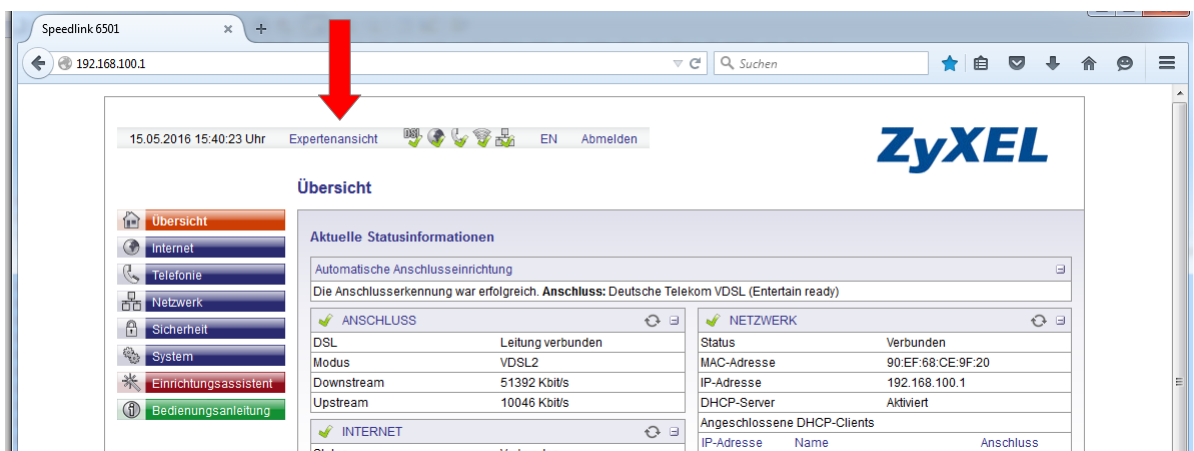 Speedlink 6501
192.168.100.1
Suchen
15.05.2016 15:40:23 Uhr Expertenansicht DSL EN Abmelden
ZyXEL
Übersicht
Übersicht
Internet
Telefonie
Netzwerk
Sicherheit
System
Einrichtungsassistent
Bedienungsanleitung
Aktuelle Statusinformationen
Automatische Anschlusseinrichtung
Die Anschlusserkennung war erfolgreich. Anschluss: Deutsche Telekom VDSL (Entertain ready)
ANSCHLUSS
DSL Leitung verbunden
Modus VDSL2
Downstream 51392 Kbit/s
Upstream 10046 Kbit/s
INTERNET
NETZWERK
Status Verbunden
MAC-Adresse 90:EF:68:CE:9F:20
IP-Adresse 192.168.100.1
DHCP-Server Aktiviert
Angeschlossene DHCP-Clients
IP-Adresse Name Anschluss